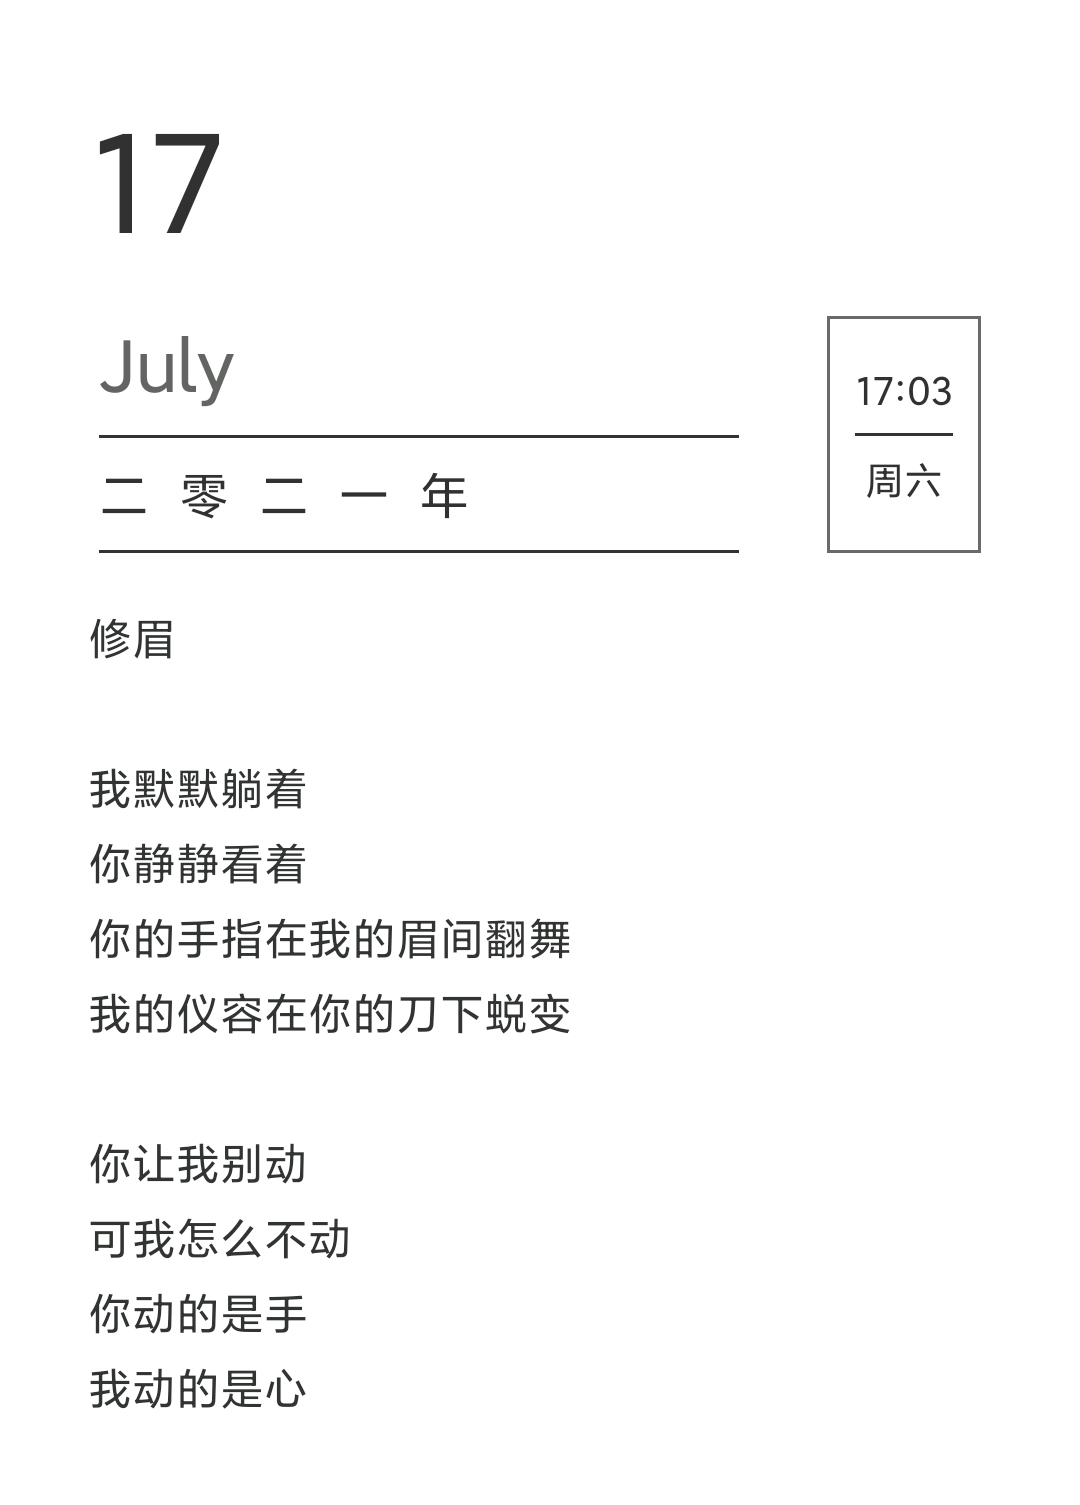 17
July
二零二一年
17:03
周六
修眉
我默默躺着
你静静看着
你的手指在我的眉间翻舞
我的仪容在你的刀下蜕变
你让我别动
可我怎么不动
你动的是手
我动的是心